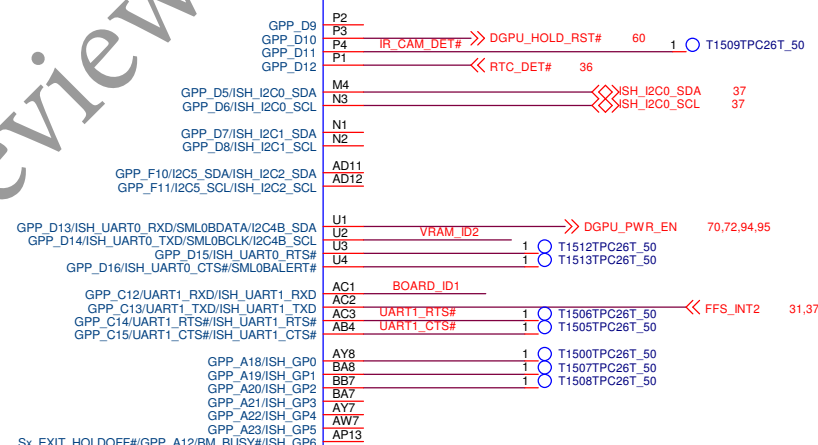 GPP_D9 P2
GPP_D10 P3 DGPU_HOLD_RST# 60
GPP_D11 P4 IR_CAM_DET# 1 T1509TPC26T_50
GPP_D12 P1 RTC_DET# 36
GPP_D5/ISH_I2C0_SDA M4 ISH_I2C0_SDA 37
GPP_D6/ISH_I2C0_SCL N3 ISH_I2C0_SCL 37
GPP_D7/ISH_I2C1_SDA N1
GPP_D8/ISH_I2C1_SCL N2
GPP_F10/I2C5_SDA/ISH_I2C2_SDA AD11
GPP_F11/I2C5_SCL/ISH_I2C2_SCL AD12
GPP_D13/ISH_UART0_RXD/SML0BDATA/I2C4B_SDA U1 DGPU_PWR_EN 70,72,94,95
GPP_D14/ISH_UART0_TXD/SML0BCLK/I2C4B_SCL U2 VRAM_ID2
GPP_D15/ISH_UART0_RTS# U3 1 T1512TPC26T_50
GPP_D16/ISH_UART0_CTS#/SML0BALERT# U4 1 T1513TPC26T_50
GPP_C12/UART1_RXD/ISH_UART1_RXD AC1 BOARD_ID1
GPP_C13/UART1_TXD/ISH_UART1_TXD AC2 FFS_INT2 31,37
GPP_C14/UART1_RTS#/ISH_UART1_RTS# AC3 UART1_RTS# 1 T1506TPC26T_50
GPP_C15/UART1_CTS#/ISH_UART1_CTS# AB4 UART1_CTS# 1 T1505TPC26T_50
GPP_A18/ISH_GP0 AY8 1 T1500TPC26T_50
GPP_A19/ISH_GP1 BA8 1 T1507TPC26T_50
GPP_A20/ISH_GP2 BB7 1 T1508TPC26T_50
GPP_A21/ISH_GP3 BA7
GPP_A22/ISH_GP4 AY7
GPP_A23/ISH_GP5 AW7
Sx_EXIT_HOLDOFF#/GPP_A12/BM_BUSY#/ISH_GP6 AP13
eview